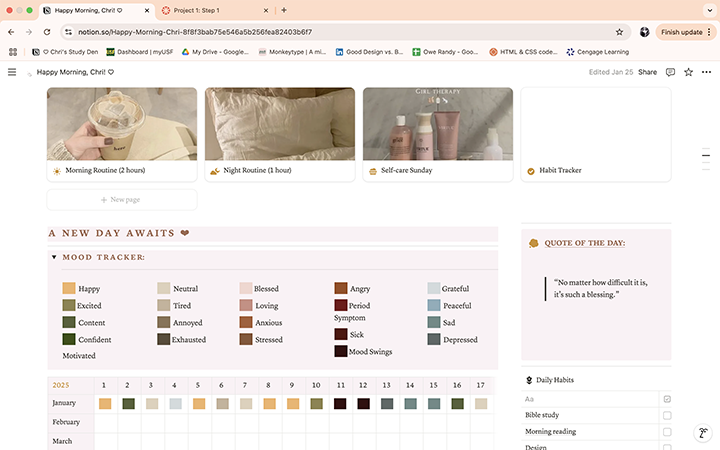 Happy Morning, Chri! ♡
Project 1: Step 1
notion.so/Happy-Morning-Chri-8f8f3bab75e546a5b256fea82403b6f7
Finish update
♡ Chri's Study Den
Dashboard | myUSF
My Drive - Google...
Monkeytype | A mi...
Good Design vs. B...
Owe Randy - Goo...
HTML & CSS code...
Cengage Learning
Happy Morning, Chri! ♡
Edited Jan 25
Share
GIRL THERAPY
Morning Routine (2 hours)
Night Routine (1 hour)
Self-care Sunday
Habit Tracker
+ New page
A NEW DAY AWAITS ❤
MOOD TRACKER:
Happy
Excited
Content
Confident
Motivated
Neutral
Tired
Annoyed
Exhausted
Blessed
Loving
Anxious
Stressed
Angry
Period
Symptom
Sick
Mood Swings
Grateful
Peaceful
Sad
Depressed
QUOTE OF THE DAY:
"No matter how difficult it is,
it's such a blessing."
2025 1 2 3 4 5 6 7 8 9 10 11 12 13 14 15 16 17
January
February
March
Daily Habits
Aa
Bible study
Morning reading
Design